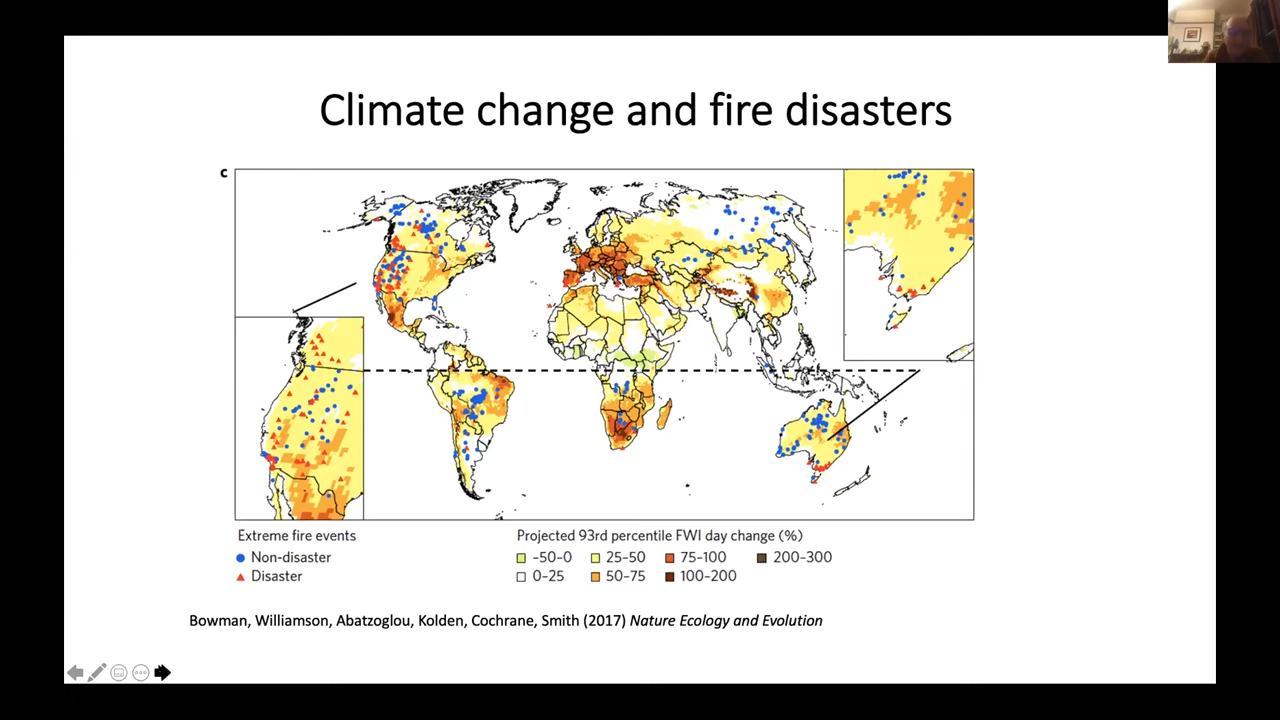 Climate change and fire disasters
c
Extreme fire events
Non-disaster
Disaster
Projected 93rd percentile FWI day change (%)
–50–0
25–50
75–100
200–300
0–25
50–75
100–200
Bowman, Williamson, Abatzoglou, Kolden, Cochrane, Smith (2017) Nature Ecology and Evolution